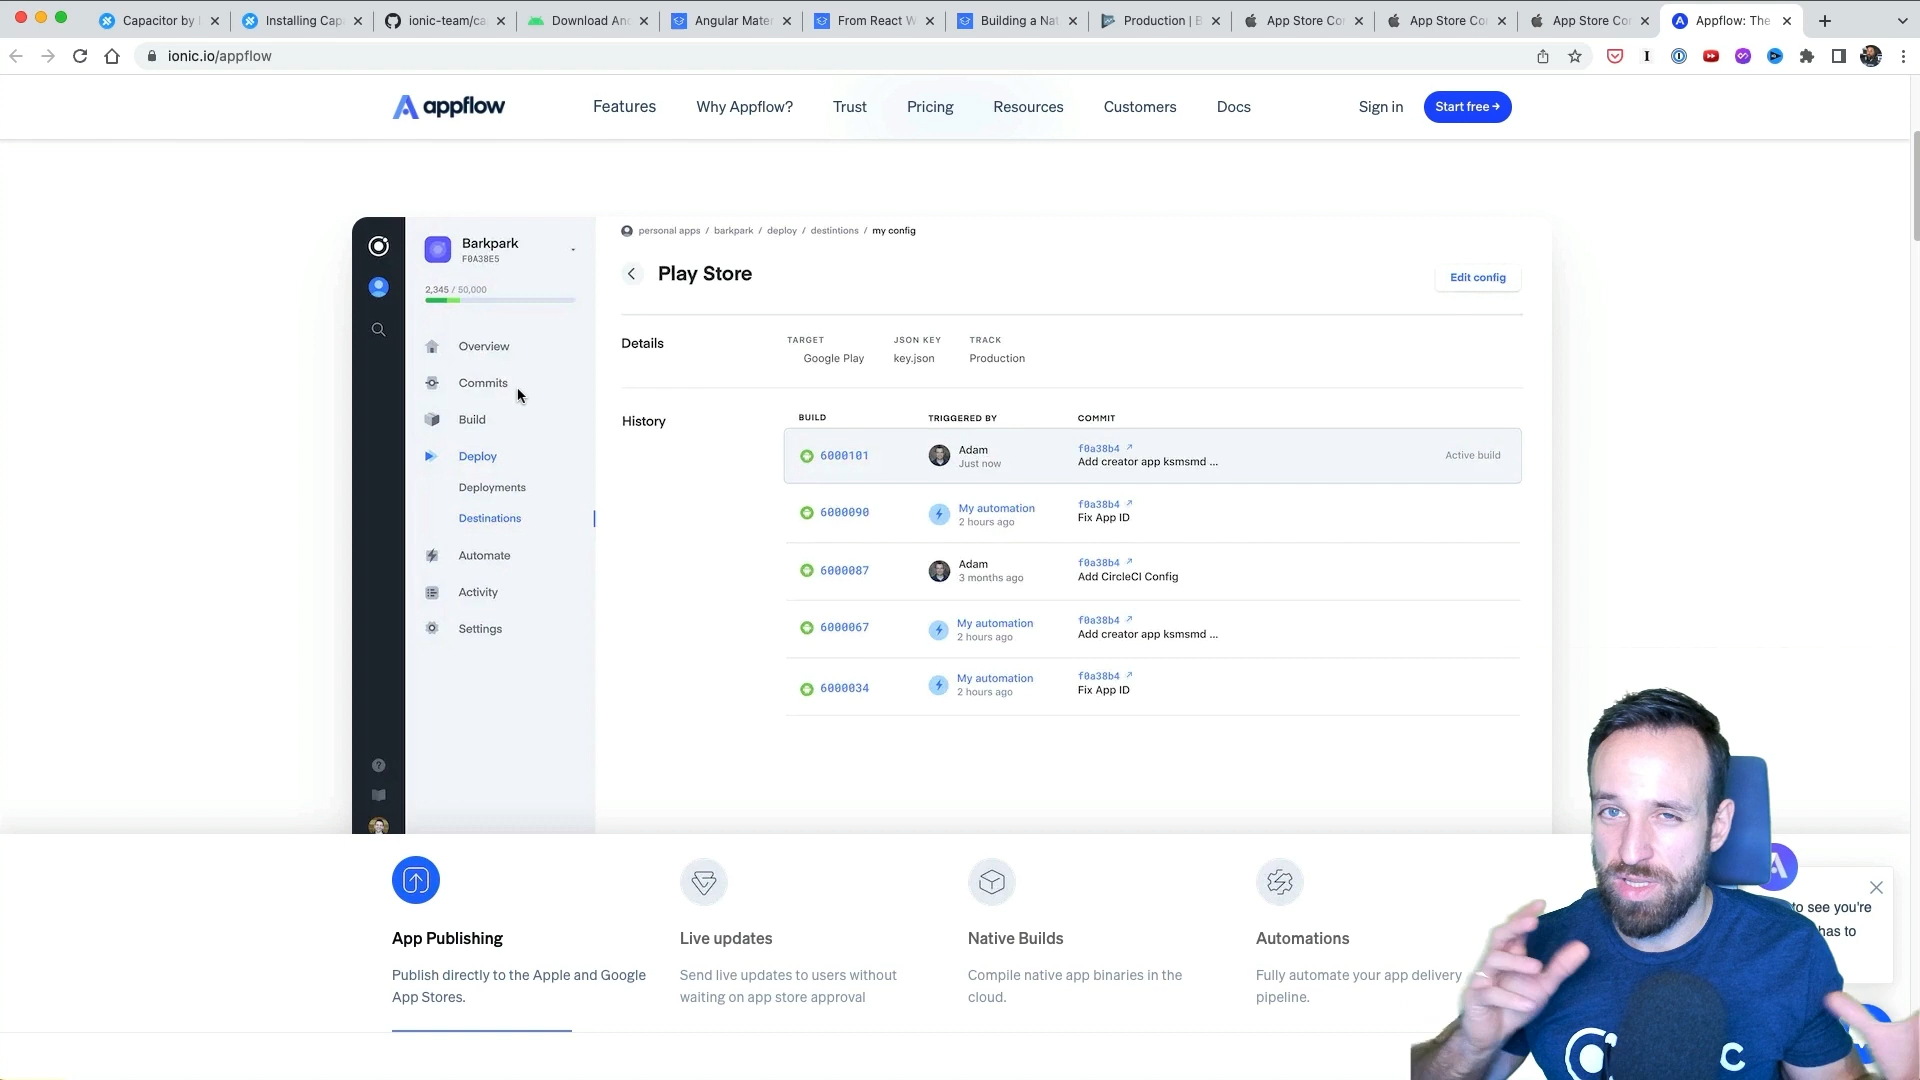 Capacitor by
Installing Cap
ionic-team/ca
Download An
Angular Mater
From React W
Building a Nat
Production | B
App Store Co
App Store Co
App Store Co
Appflow: The
ionic.io/appflow
appflow
Features
Why Appflow?
Trust
Pricing
Resources
Customers
Docs
Sign in
Start free →
Barkpark
F0A38E5
2,345 / 50,000
Overview
Commits
Build
Deploy
Deployments
Destinations
Automate
Activity
Settings
personal apps / barkpark / deploy / destintions / my config
Play Store
Edit config
Details
TARGET
JSON KEY
TRACK
Google Play
key.json
Production
History
BUILD
TRIGGERED BY
COMMIT
6000101
Adam
Just now
f0a38b4 ↗
Add creator app ksmsmd ...
Active build
6000090
My automation
2 hours ago
f0a38b4 ↗
Fix App ID
6000087
Adam
3 months ago
f0a38b4 ↗
Add CircleCI Config
6000067
My automation
2 hours ago
f0a38b4 ↗
Add creator app ksmsmd ...
6000034
My automation
2 hours ago
f0a38b4 ↗
Fix App ID
App Publishing
Publish directly to the Apple and Google
App Stores.
Live updates
Send live updates to users without
waiting on app store approval
Native Builds
Compile native app binaries in the
cloud.
Automations
Fully automate your app delivery
pipeline.
to see you're
has to